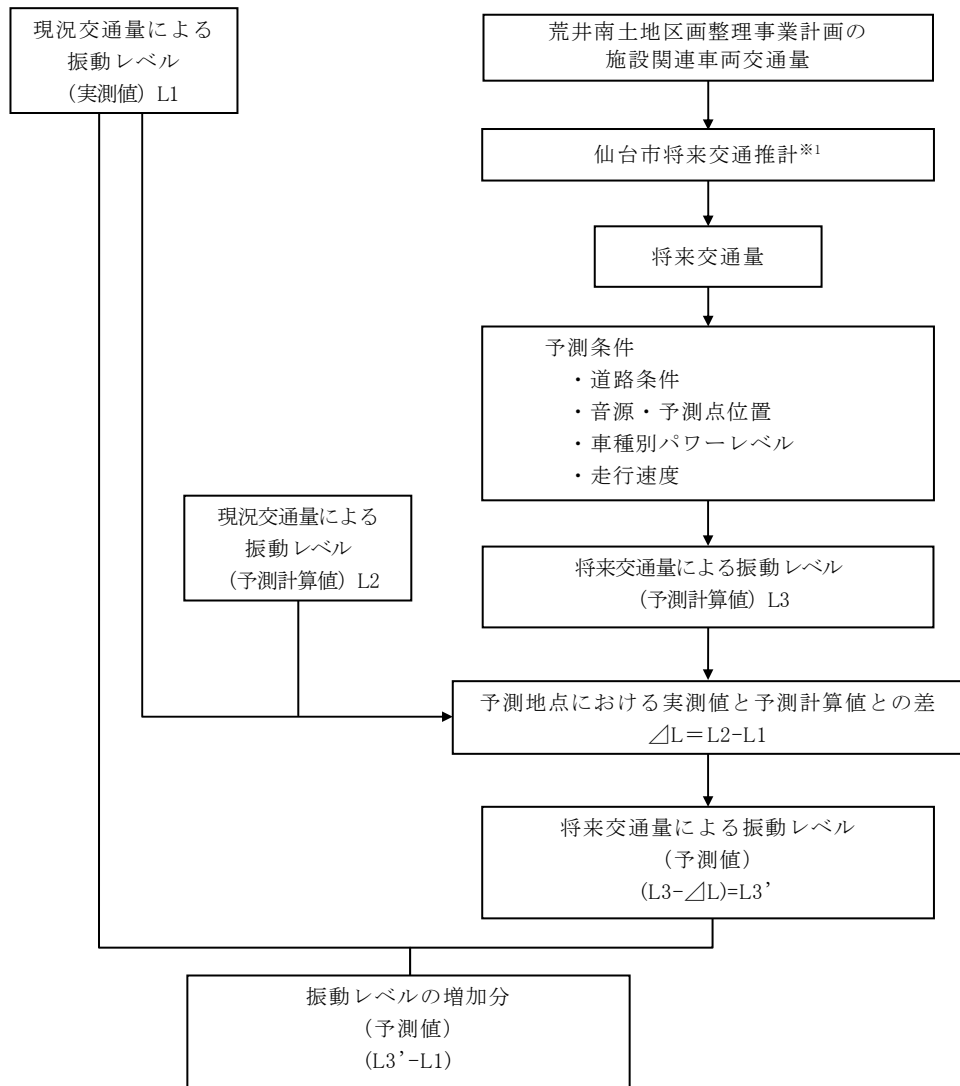 現況交通量による
振動レベル
(実測値) L1
荒井南土地区画整理事業計画の
施設関連車両交通量
仙台市将来交通推計※1
将来交通量
予測条件
・道路条件
・音源・予測点位置
・車種別パワーレベル
・走行速度
現況交通量による
振動レベル
(予測計算値) L2
将来交通量による振動レベル
(予測計算値) L3
予測地点における実測値と予測計算値との差
⊿L＝L2-L1
将来交通量による振動レベル
(予測値)
(L3-⊿L)=L3’
振動レベルの増加分
(予測値)
(L3’-L1)